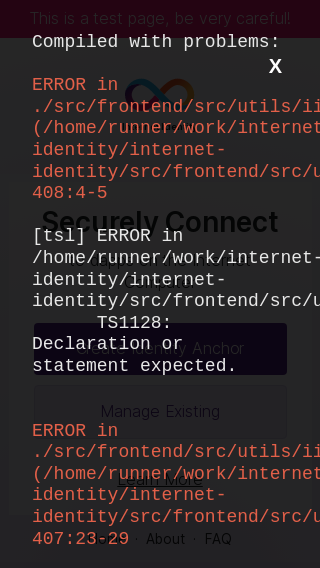 This is a test page, be very careful!
Compiled with problems:
X
ERROR in
./src/frontend/src/utils/ii
(/home/runner/work/internet
identity/internet-
identity/src/frontend/src/u
408:4-5
Securely Connect
[tsl] ERROR in
/home/runner/work/internet-
identity/internet-
identity/src/frontend/src/u
TS1128:
Declaration or
statement expected.
Create Identity Anchor
Manage Existing
ERROR in
./src/frontend/src/utils/ii
(/home/runner/work/internet
identity/internet-
Learn More
identity/src/frontend/src/u
407:23-29
· About · FAQ